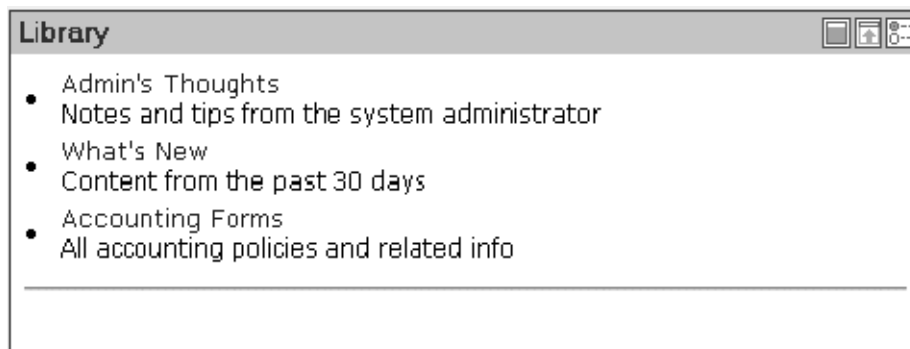 Library
Admin's Thoughts
Notes and tips from the system administrator
What's New
Content from the past 30 days
Accounting Forms
All accounting policies and related info